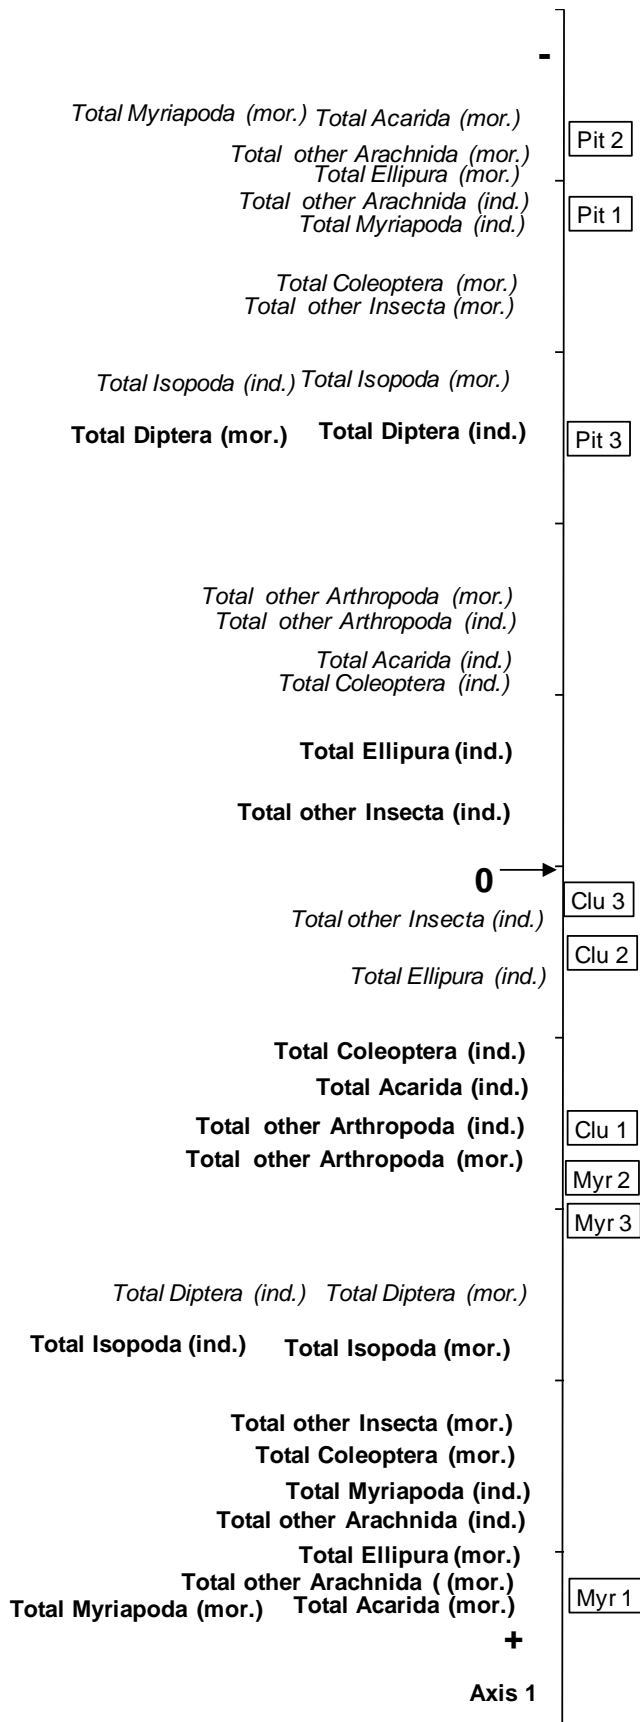 -
Total Myriapoda (mor.) Total Acarida (mor.)
Pit 2
Total other Arachnida (mor.)
Total Ellipura (mor.)
Total other Arachnida (ind.)
Pit 1
Total Myriapoda (ind.)
Total Coleoptera (mor.)
Total other Insecta (mor.)
Total Isopoda (ind.) Total Isopoda (mor.)
Total Diptera (mor.) Total Diptera (ind.)
Pit 3
Total other Arthropoda (mor.)
Total other Arthropoda (ind.)
Total Acarida (ind.)
Total Coleoptera (ind.)
Total Ellipura (ind.)
Total other Insecta (ind.)
0
Clu 3
Total other Insecta (ind.)
Clu 2
Total Ellipura (ind.)
Total Coleoptera (ind.)
Total Acarida (ind.)
Total other Arthropoda (ind.)
Clu 1
Total other Arthropoda (mor.)
Myr 2
Myr 3
Total Diptera (ind.) Total Diptera (mor.)
Total Isopoda (ind.) Total Isopoda (mor.)
Total other Insecta (mor.)
Total Coleoptera (mor.)
Total Myriapoda (ind.)
Total other Arachnida (ind.)
Total Ellipura (mor.)
Total other Arachnida ( (mor.)
Myr 1
Total Myriapoda (mor.) Total Acarida (mor.)
+
Axis 1